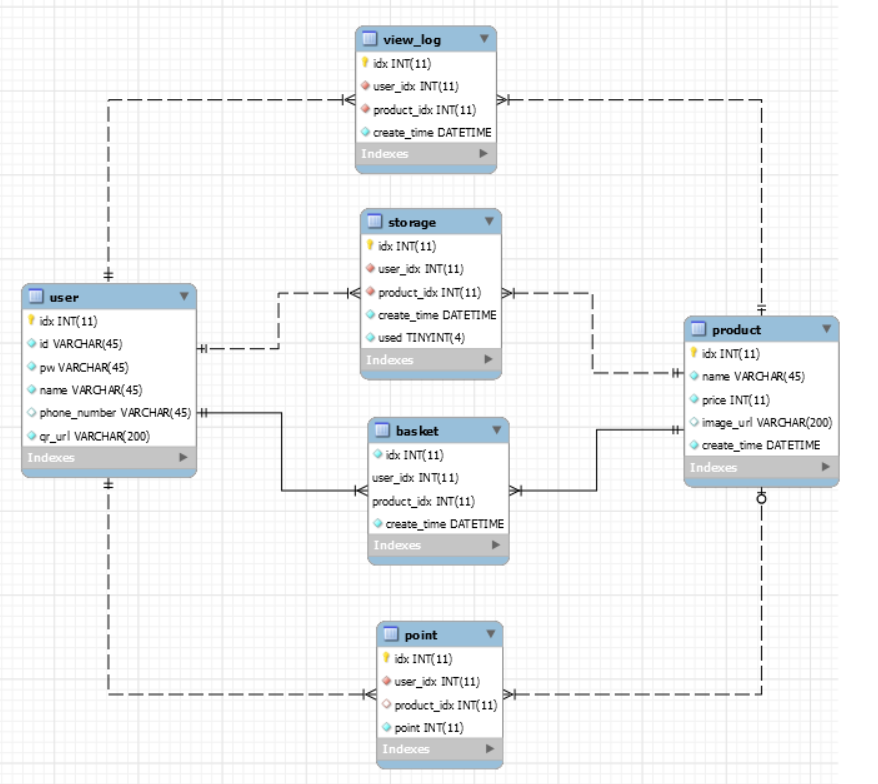 view_log
idx INT(11)
user_idx INT(11)
product_idx INT(11)
create_time DATETIME
Indexes
storage
idx INT(11)
user_idx INT(11)
product_idx INT(11)
create_time DATETIME
used TINYINT(4)
Indexes
user
idx INT(11)
id VARCHAR(45)
pw VARCHAR(45)
name VARCHAR(45)
phone_number VARCHAR(45)
qr_url VARCHAR(200)
Indexes
product
idx INT(11)
name VARCHAR(45)
price INT(11)
image_url VARCHAR(200)
create_time DATETIME
Indexes
basket
idx INT(11)
user_idx INT(11)
product_idx INT(11)
create_time DATETIME
Indexes
point
idx INT(11)
user_idx INT(11)
product_idx INT(11)
point INT(11)
Indexes